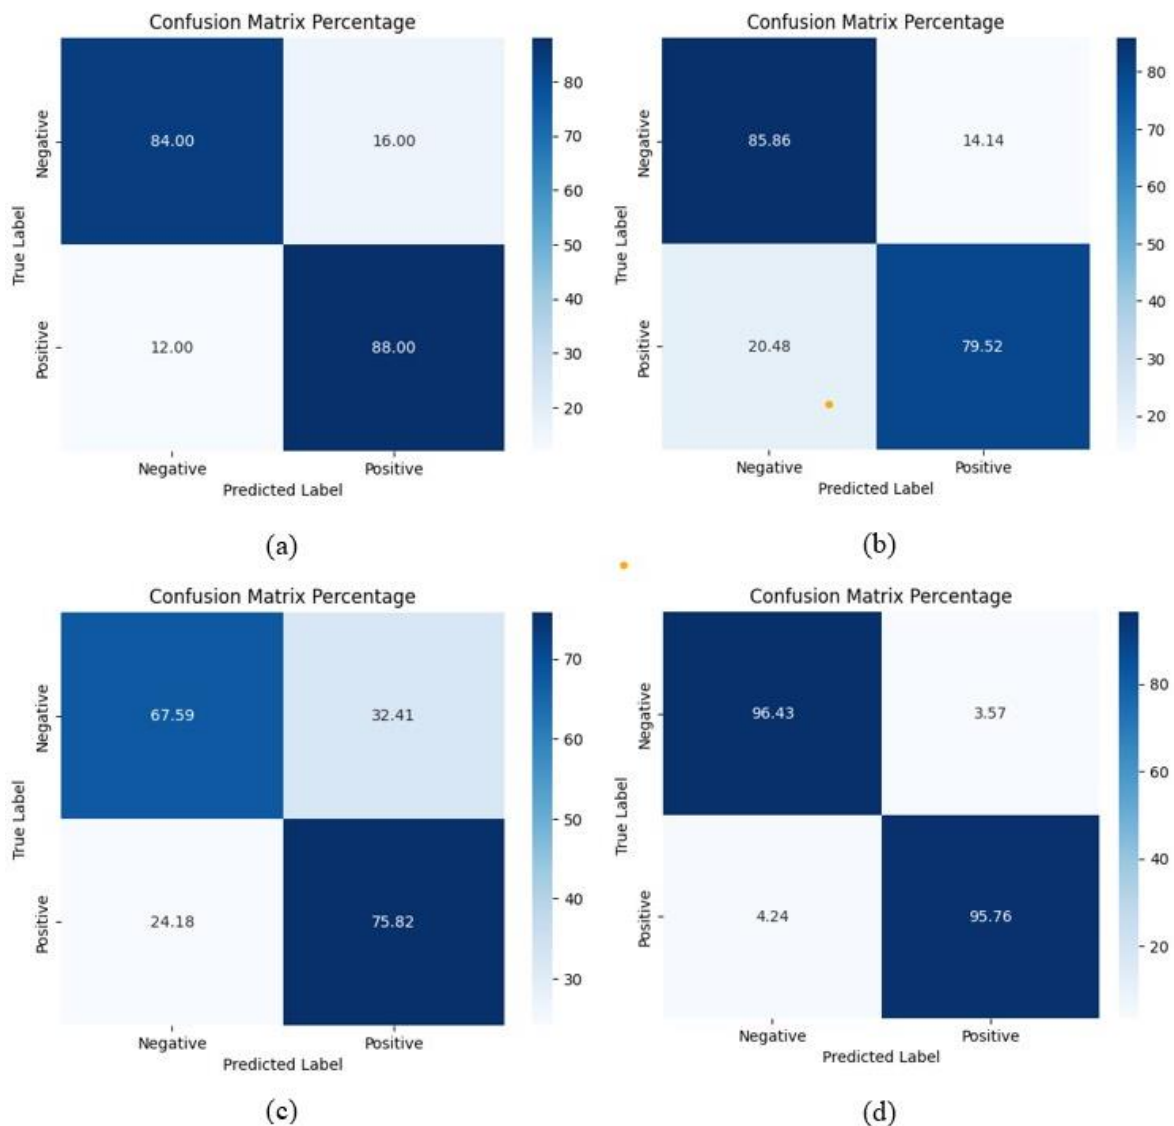 Confusion Matrix Percentage
True Label
Negative
Positive
84.00 16.00
12.00 88.00
Negative Positive
Predicted Label
80
70
60
50
40
30
20
(a)
Confusion Matrix Percentage
True Label
Negative
Positive
85.86 14.14
20.48 79.52
Negative Positive
Predicted Label
80
70
60
50
40
30
20
(b)
Confusion Matrix Percentage
True Label
Negative
Positive
67.59 32.41
24.18 75.82
Negative Positive
Predicted Label
70
60
50
40
30
(c)
Confusion Matrix Percentage
True Label
Negative
Positive
96.43 3.57
4.24 95.76
Negative Positive
Predicted Label
80
60
40
20
(d)